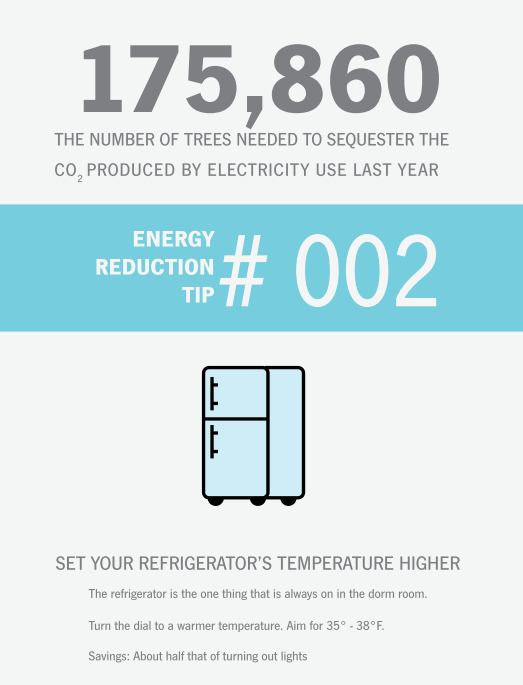 175,860
THE NUMBER OF TREES NEEDED TO SEQUESTER THE
CO₂ PRODUCED BY ELECTRICITY USE LAST YEAR
ENERGY
REDUCTION
TIP
# 002
SET YOUR REFRIGERATOR’S TEMPERATURE HIGHER
The refrigerator is the one thing that is always on in the dorm room.
Turn the dial to a warmer temperature. Aim for 35° - 38°F.
Savings: About half that of turning out lights